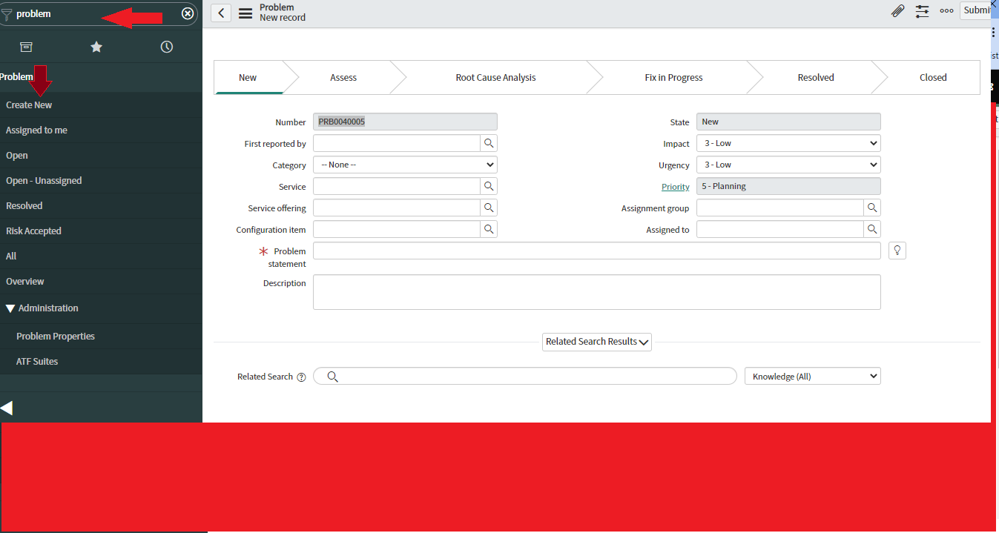 problem
Problem
New record
Submi
Problem
Create New
Assigned to me
Open
Open - Unassigned
Resolved
Risk Accepted
All
Overview
Administration
Problem Properties
ATF Suites
New
Assess
Root Cause Analysis
Fix in Progress
Resolved
Closed
Number PRB0040005
First reported by
Category -- None --
Service
Service offering
Configuration item
State New
Impact 3 - Low
Urgency 3 - Low
Priority 5 - Planning
Assignment group
Assigned to
Problem
statement
Description
Related Search Results
Related Search
Knowledge (All)
st